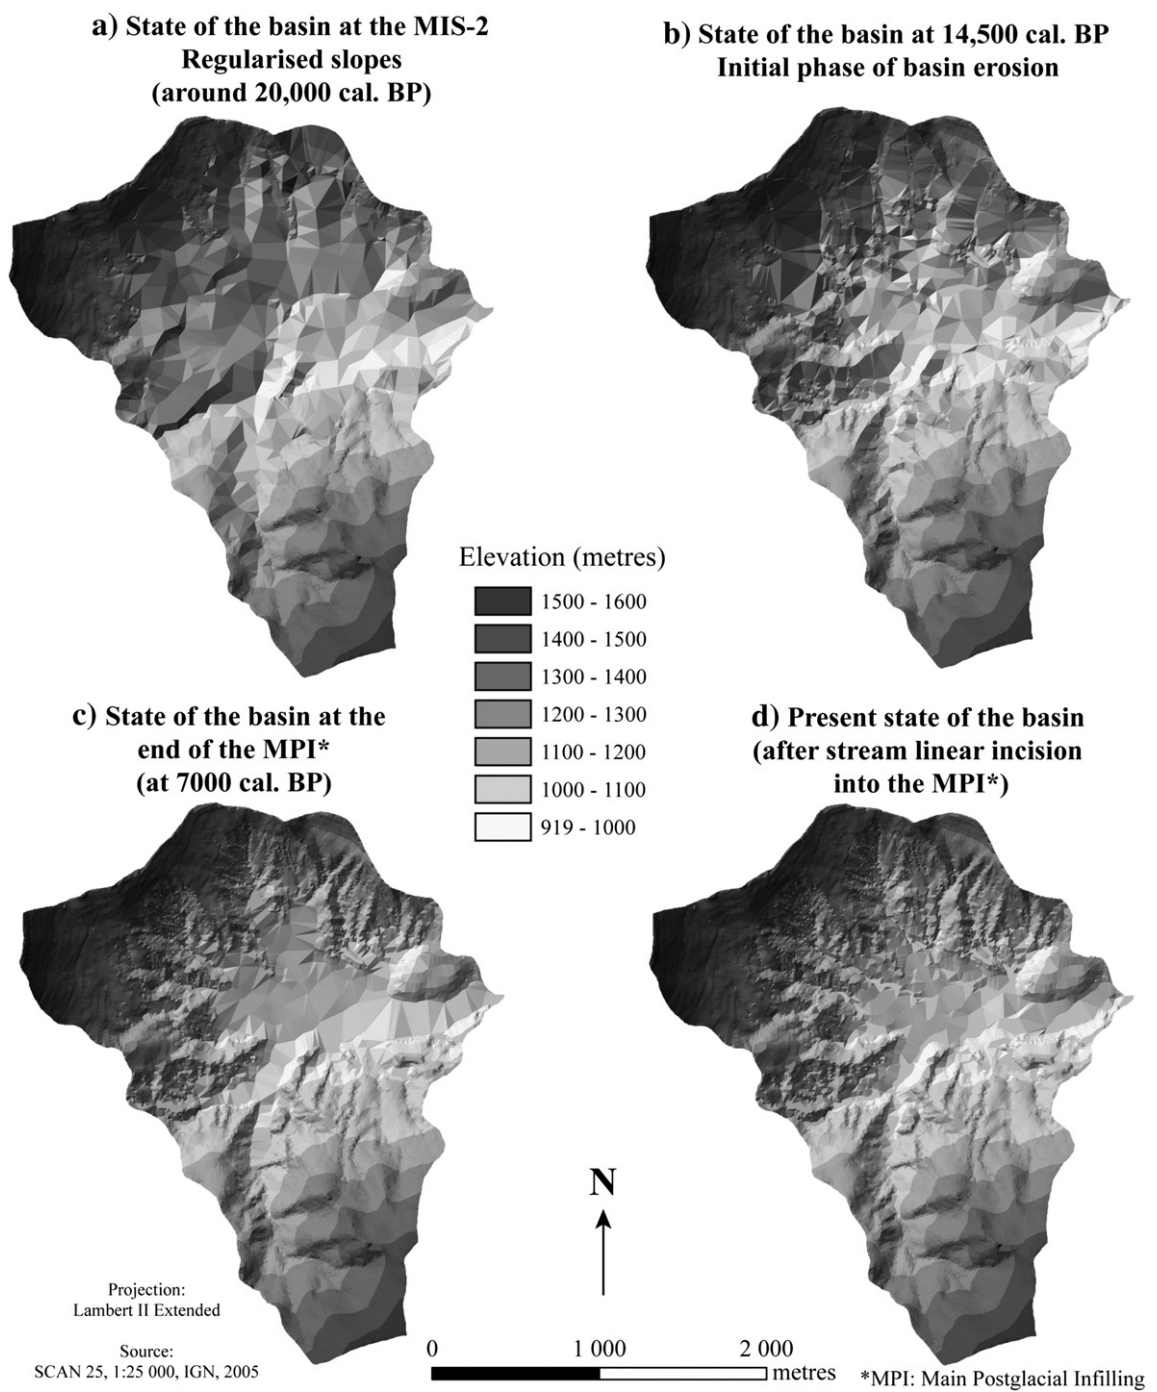 a) State of the basin at the MIS-2
Regularised slopes
(around 20,000 cal. BP)
b) State of the basin at 14,500 cal. BP
Initial phase of basin erosion
Elevation (metres)
1500 - 1600
1400 - 1500
1300 - 1400
1200 - 1300
1100 - 1200
1000 - 1100
919 - 1000
c) State of the basin at the
end of the MPI*
(at 7000 cal. BP)
d) Present state of the basin
(after stream linear incision
into the MPI*)
N
Projection:
Lambert II Extended
Source:
SCAN 25, 1:25 000, IGN, 2005
0 1 000 2 000
metres
*MPI: Main Postglacial Infilling